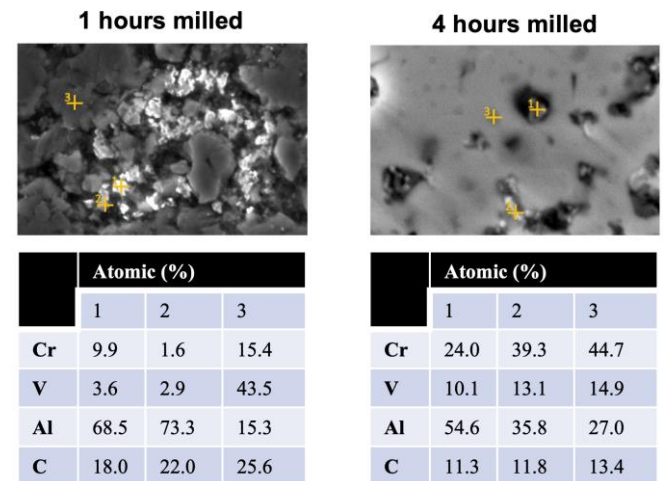 1 hours milled
4 hours milled
3
1
2
3
1
2
Atomic (%)
1 2 3
Cr 9.9 1.6 15.4
V 3.6 2.9 43.5
Al 68.5 73.3 15.3
C 18.0 22.0 25.6
Atomic (%)
1 2 3
Cr 24.0 39.3 44.7
V 10.1 13.1 14.9
Al 54.6 35.8 27.0
C 11.3 11.8 13.4